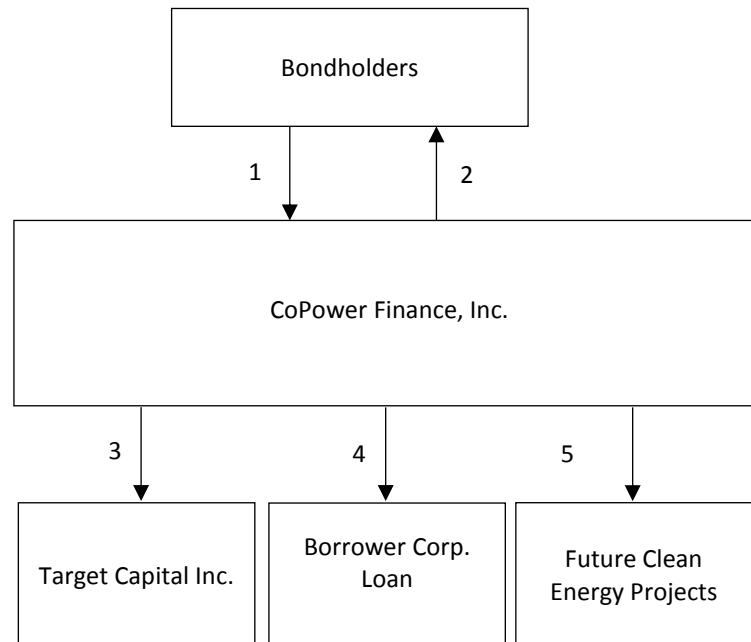 Bondholders
1
2
CoPower Finance, Inc.
3
4
5
Target Capital Inc.
Borrower Corp.
Loan
Future Clean
Energy Projects